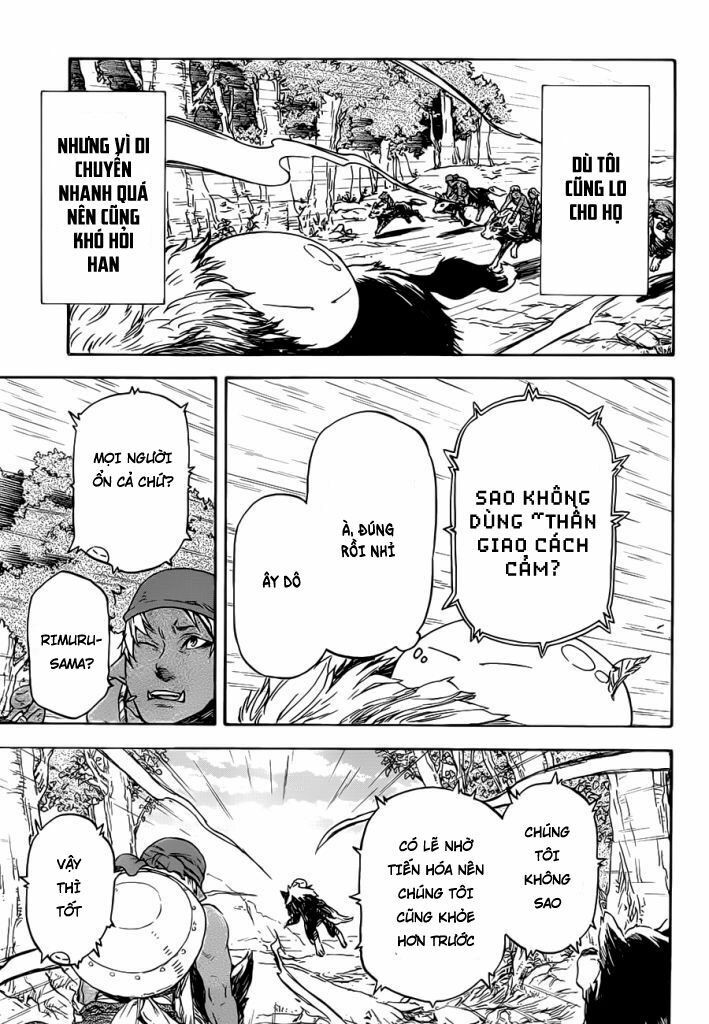 DÙ TÔI
CŨNG LO
CHO HỌ
NHƯNG VÌ DI
CHUYỂN
NHANH QUÁ
NÊN CŨNG
KHÓ HỎI
HAN
SAO KHÔNG
DÙNG "THẦN
GIAO CÁCH
CẢM?
À, ĐÚNG
RỒI NHỈ
ÂY DÔ
MỌI NGƯỜI
ỔN CẢ CHỨ?
RIMURU-
SAMA?
CHÚNG
TÔI
KHÔNG
SAO
CÓ LẼ NHỜ
TIẾN HÓA NÊN
CHÚNG TÔI
CŨNG KHỎE
HƠN TRƯỚC
VẬY
THÌ
TỐT